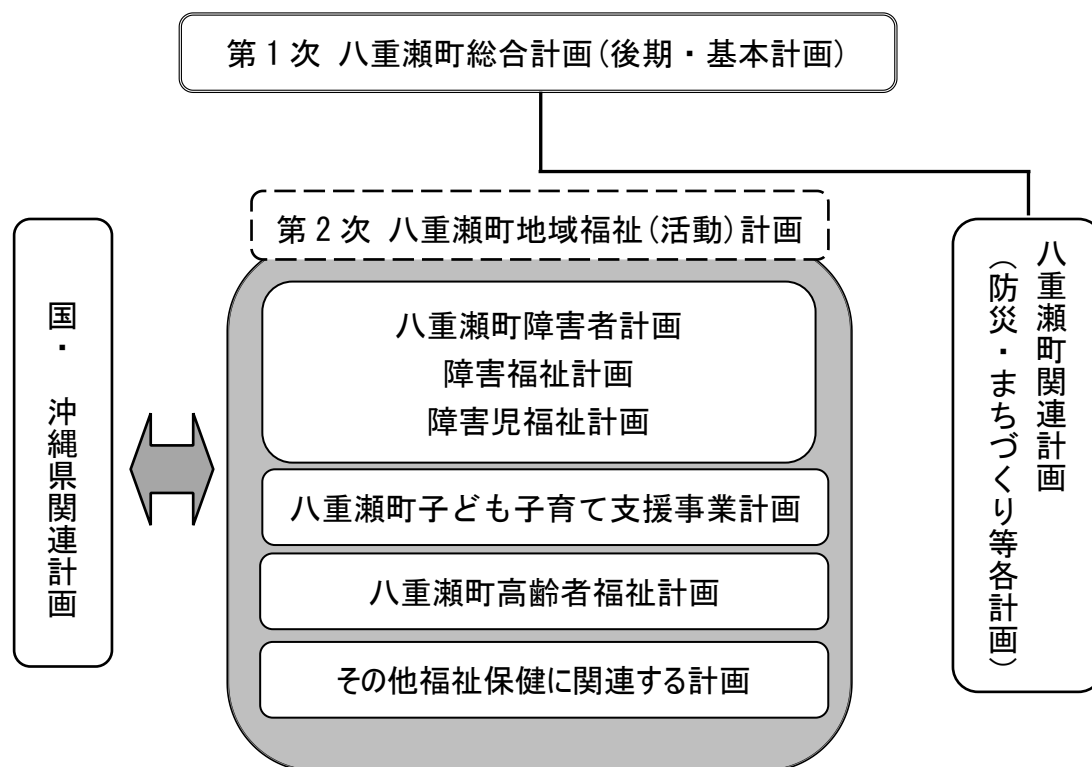 第1次 八重瀬町総合計画(後期・基本計画)
第2次 八重瀬町地域福祉(活動)計画
国・ 沖縄県関連計画
八重瀬町障害者計画
障害福祉計画
障害児福祉計画
八重瀬町子ども子育て支援事業計画
八重瀬町高齢者福祉計画
その他福祉保健に関連する計画
八重瀬町関連計画
(防災・まちづくり等各計画)